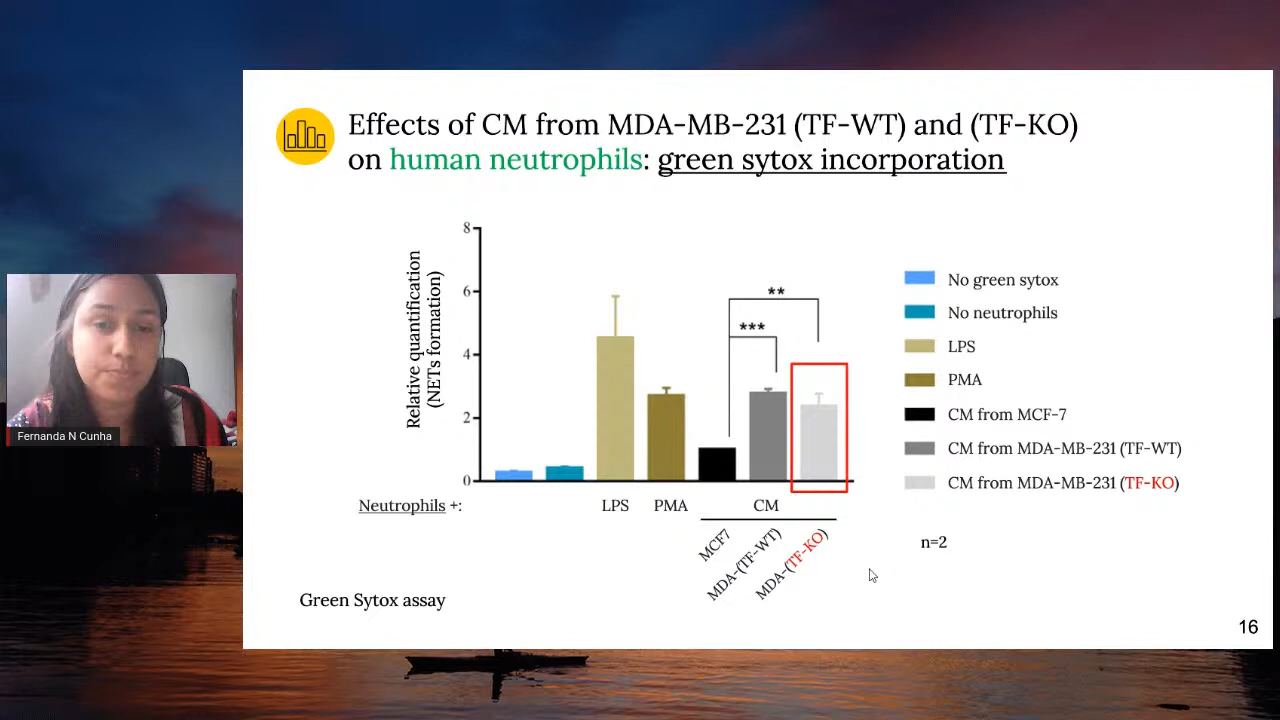 Effects of CM from MDA-MB-231 (TF-WT) and (TF-KO)
on human neutrophils: green sytox incorporation
Relative quantification
(NETs formation)
8
6
4
2
0
**
***
Neutrophils +:
LPS
PMA
CM
MCF7
MDA-(TF-WT)
MDA-(TF-KO)
No green sytox
No neutrophils
LPS
PMA
CM from MCF-7
CM from MDA-MB-231 (TF-WT)
CM from MDA-MB-231 (TF-KO)
n=2
Green Sytox assay
16
Fernanda N Cunha